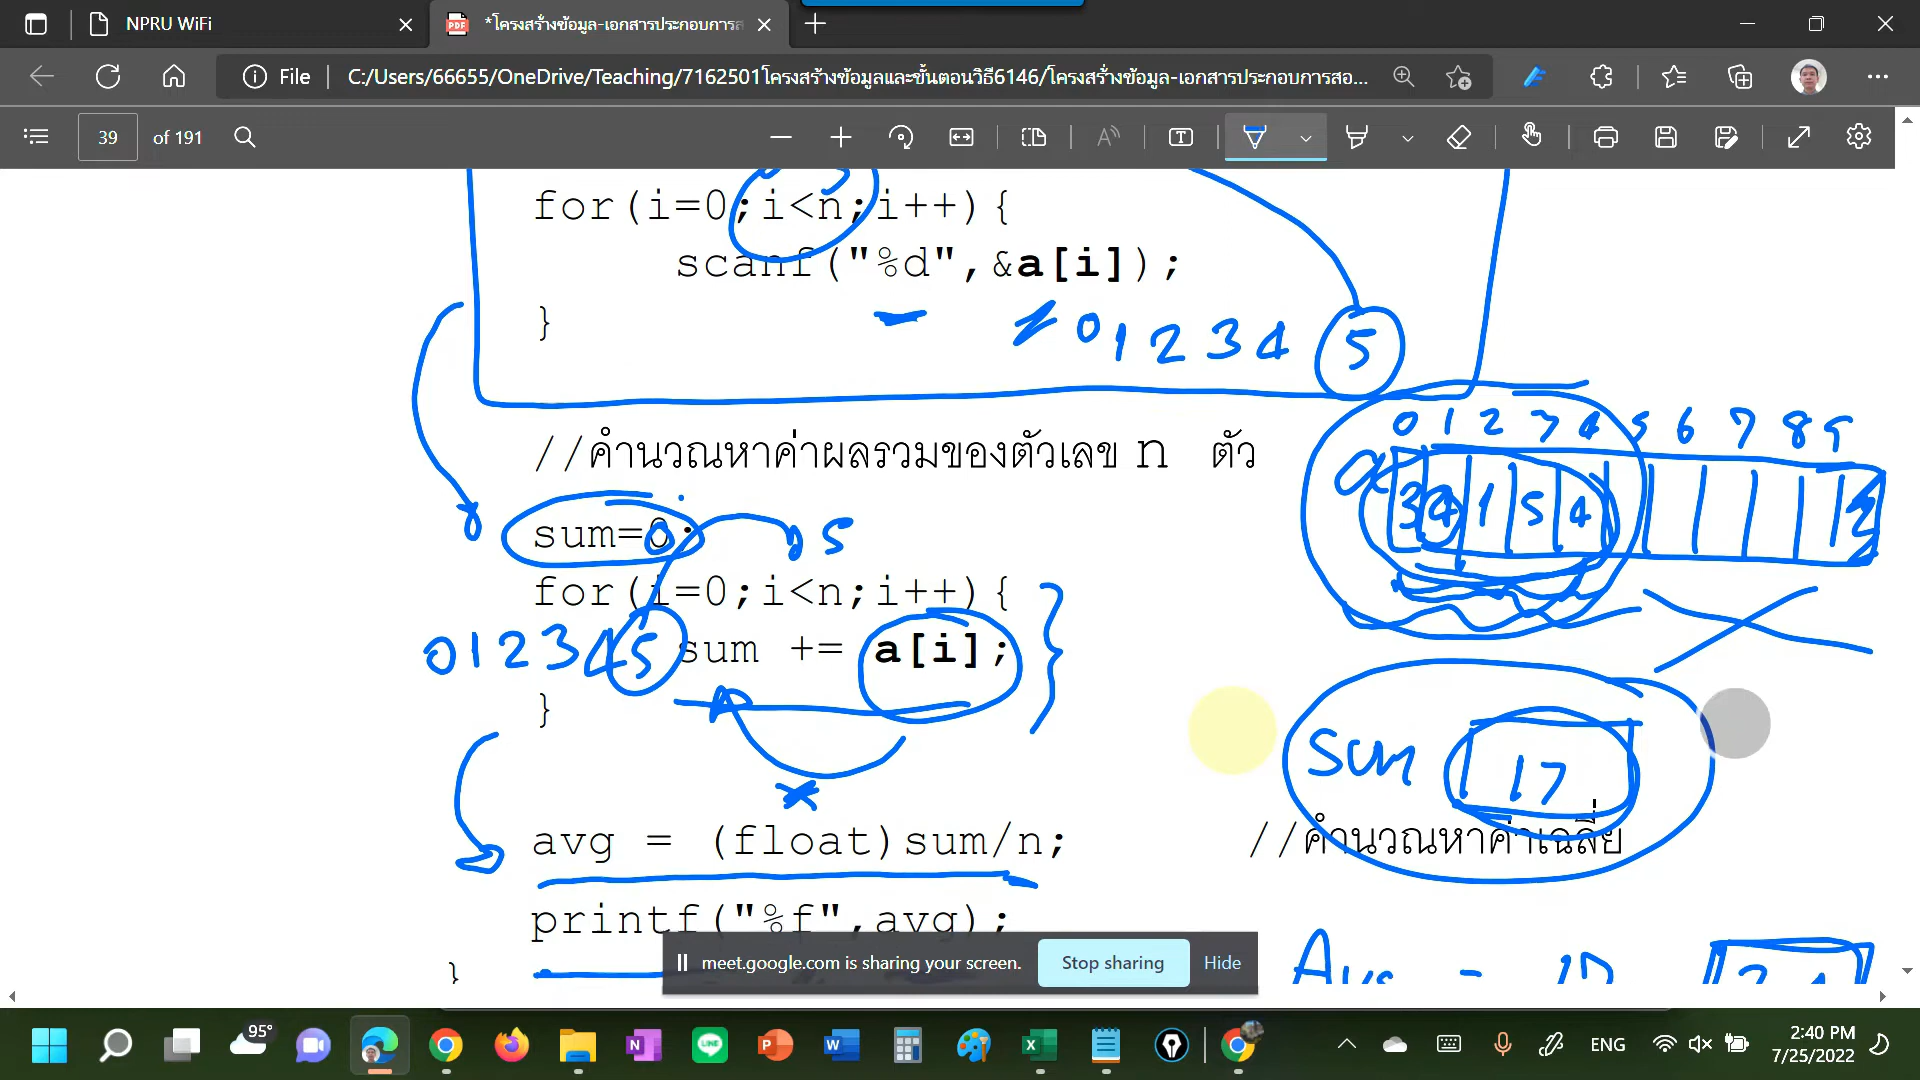 NPRU WiFi
*โครงสร้างข้อมูล-เอกสารประกอบการส
File
C:/Users/66655/OneDrive/Teaching/7162501โครงสร้างข้อมูลและขั้นตอนวิธี6146/โครงสร้างข้อมูล-เอกสารประกอบการสอ...
39 of 191
for(i=0;i<n;i++){
scanf("%d",&a[i]);
}
0 1 2 3 4 5
0 1 2 3 4 5 6 7 8 9
//คำนวณหาค่าผลรวมของตัวเลข n ตัว
a 3 4 1 5 4
sum=0;
5
for(i=0;i<n;i++){
0 1 2 3 4 5
sum += a[i];
}
sum 17
avg = (float)sum/n; //คำนวณหาค่าเฉลี่ย
printf("%f",avg);
}
meet.google.com is sharing your screen.
Stop sharing
Hide
95°
ENG
2:40 PM
7/25/2022